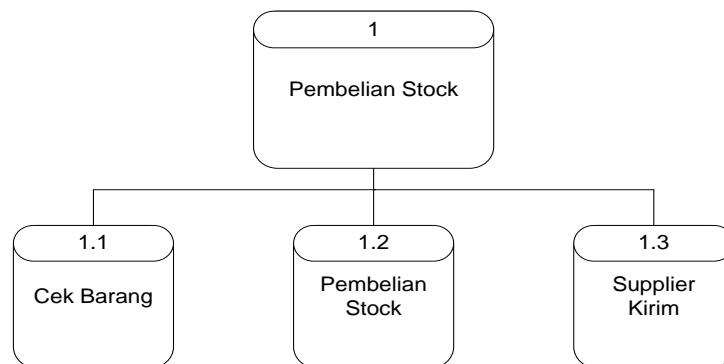 1
Pembelian Stock
1.1
Cek Barang
1.2
Pembelian
Stock
1.3
Supplier
Kirim